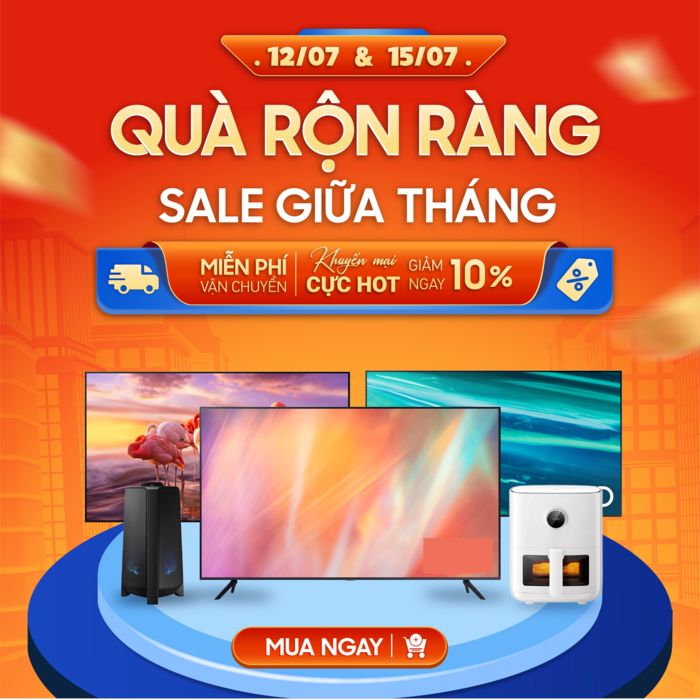 . 12/07 & 15/07 .
QUÀ RỘN RÀNG
SALE GIỮA THÁNG
MIỄN PHÍ
VẬN CHUYỂN
Khuyến mại
CỰC HOT
GIẢM
NGAY
10%
MUA NGAY